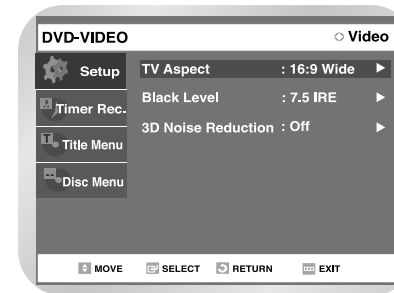 DVD-VIDEO Video
Setup TV Aspect : 16:9 Wide
Timer Rec. Black Level : 7.5 IRE
3D Noise Reduction : Off
Title Menu
Disc Menu
MOVE SELECT RETURN EXIT